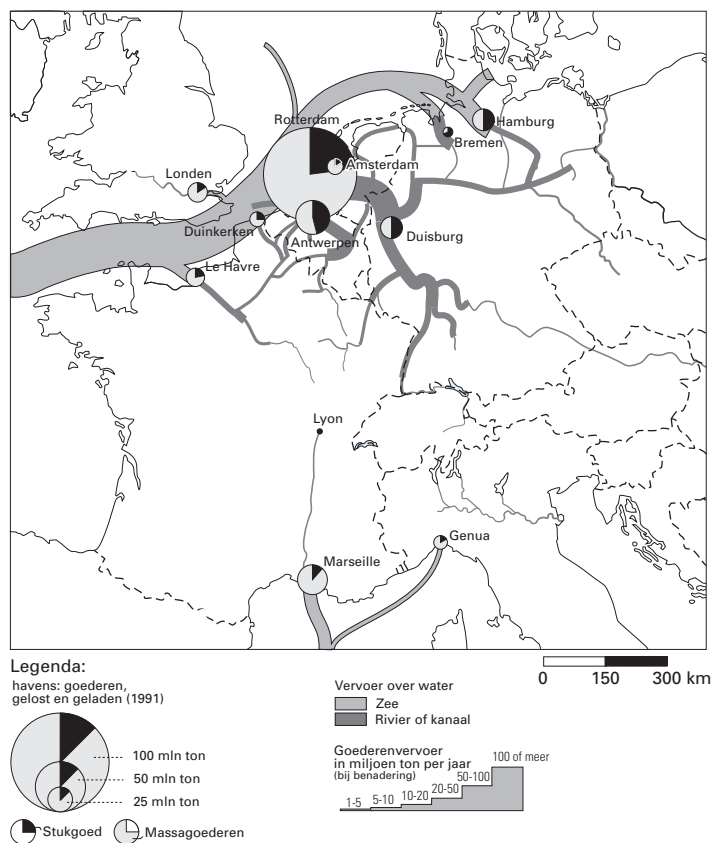 Rotterdam
Hamburg
Bremen
Amsterdam
Londen
Duinkerken
Antwerpen
Duisburg
Le Havre
Lyon
Genua
Marseille
Legenda:
havens: goederen,
gelost en geladen (1991)
100 mln ton
50 mln ton
25 mln ton
Stukgoed
Massagoederen
0 150 300 km
Vervoer over water
Zee
Rivier of kanaal
Goederenvervoer
in miljoen ton per jaar
(bij benadering)
1-5 5-10 10-20 20-50 50-100 100 of meer